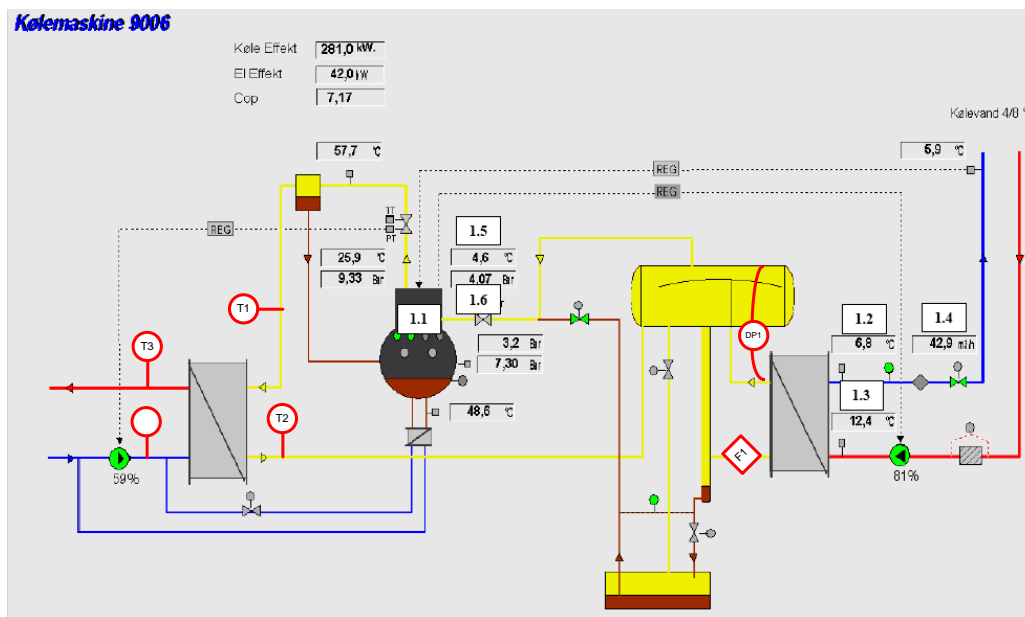 Kølemaskine 9006
Køle Effekt 281,0 kW.
El Effekt 42,0 kW
Cop 7,17
Kølevand 4/8 °
57,7 °C
5,9 °C
REG
REG
TT
PT
REG
1.5
25,9 °C
4,6 °C
9,33 Bar
4,07 Bar
1.6
T1
1.1
1.2
1.4
DP1
3,2 Bar
6,8 °C
42,9 m³/h
T3
7,30 Bar
1.3
48,6 °C
12,4 °C
T2
F1
59%
81%